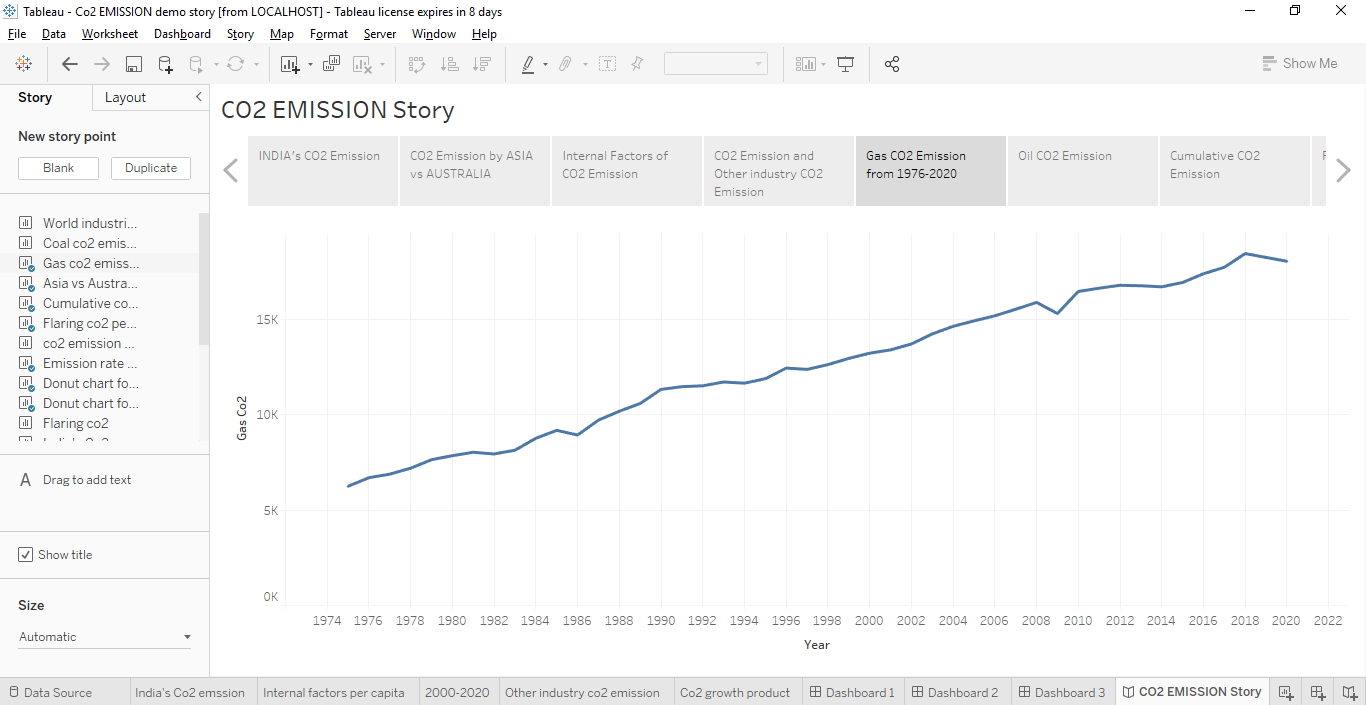 Tableau - Co2 EMISSION demo story [from LOCALHOST] - Tableau license expires in 8 days
File Data Worksheet Dashboard Story Map Format Server Window Help
Show Me
Story Layout
New story point
Blank Duplicate
World industri...
Coal co2 emis...
Gas co2 emiss...
Asia vs Austra...
Cumulative co...
Flaring co2 pe...
co2 emission ...
Emission rate ...
Donut chart fo...
Donut chart fo...
Flaring co2
A Drag to add text
Show title
Size
Automatic
CO2 EMISSION Story
INDIA's CO2 Emission
CO2 Emission by ASIA
vs AUSTRALIA
Internal Factors of
CO2 Emission
CO2 Emission and
Other industry CO2
Emission
Gas CO2 Emission
from 1976-2020
Oil CO2 Emission
Cumulative CO2
Emission
15K
10K
5K
0K
Gas Co2
1974 1976 1978 1980 1982 1984 1986 1988 1990 1992 1994 1996 1998 2000 2002 2004 2006 2008 2010 2012 2014 2016 2018 2020 2022
Year
Data Source India's Co2 emssion Internal factors per capita 2000-2020 Other industry co2 emission Co2 growth product Dashboard 1 Dashboard 2 Dashboard 3 CO2 EMISSION Story